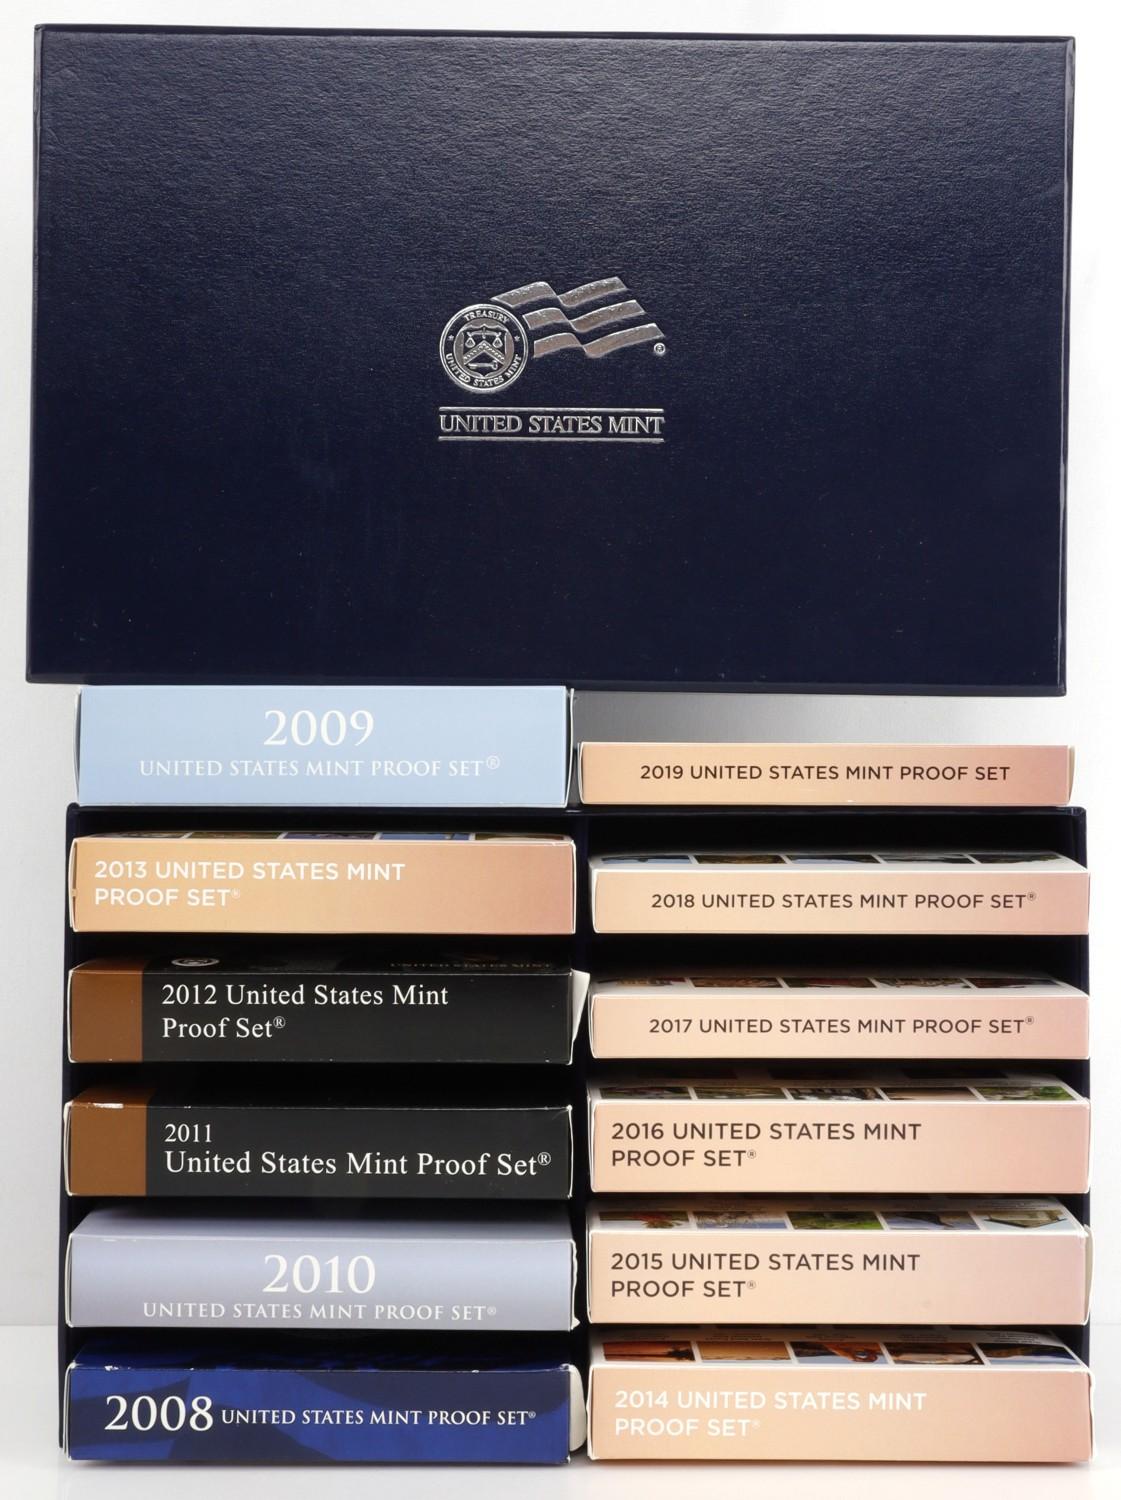 TREASURY
UNITED STATES MINT
®
UNITED STATES MINT
2009
UNITED STATES MINT PROOF SET®
2019 UNITED STATES MINT PROOF SET
2013 UNITED STATES MINT
PROOF SET®
2018 UNITED STATES MINT PROOF SET®
UNITED STATES MINT
2012 United States Mint
Proof Set®
2017 UNITED STATES MINT PROOF SET®
2011
United States Mint Proof Set®
2016 UNITED STATES MINT
PROOF SET®
2010
UNITED STATES MINT PROOF SET®
2015 UNITED STATES MINT
PROOF SET®
2008 UNITED STATES MINT PROOF SET®
2014 UNITED STATES MINT
PROOF SET®